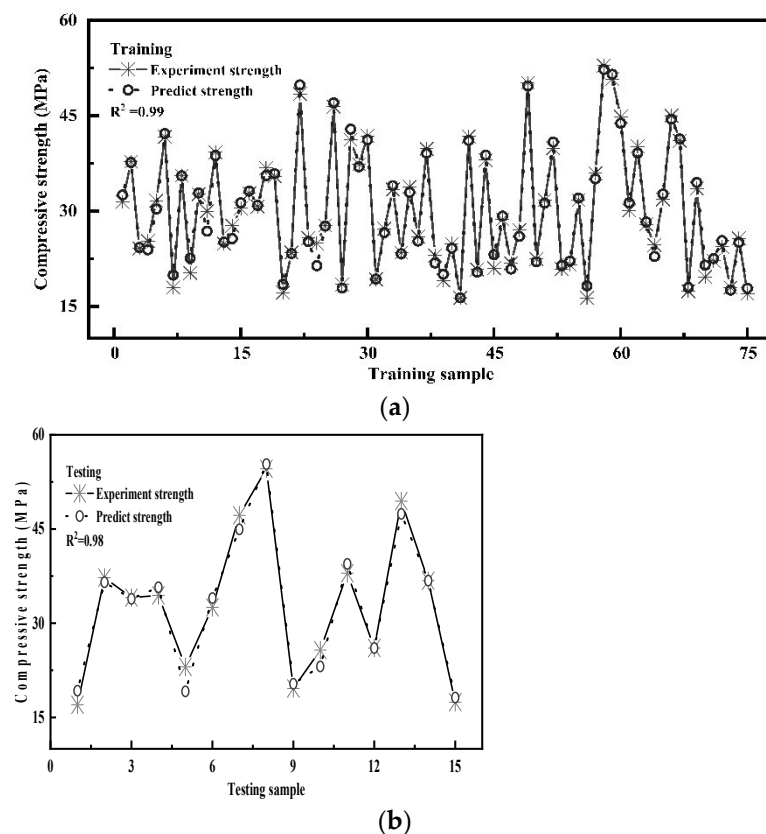 60
45
30
15
Compressive strength (MPa)
Training
Experiment strength
Predict strength
R² =0.99
0 15 30 45 60 75
Training sample
(a)
60
45
30
15
Compressive strength (MPa)
Testing
Experiment strength
Predict strength
R²=0.98
0 3 6 9 12 15
Testing sample
(b)